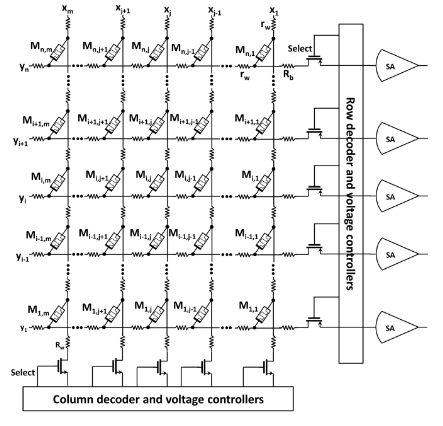 x_m x_{j+1} x_j x_{j-1} x_1
r_w
M_{n,m} M_{n,j+1} M_{n,j} M_{n,j-1} M_{n,1} Select
y_n r_w R_b SA
M_{i+1,m} M_{i+1,j+1} M_{i+1,j} M_{i+1,j-1} M_{i+1,1}
y_{i+1} SA
M_{i,m} M_{i,j+1} M_{i,j} M_{i,j-1} M_{i,1}
y_i SA
M_{i-1,m} M_{i-1,j+1} M_{i-1,j} M_{i-1,j-1} M_{i-1,1}
y_{i-1} SA
M_{1,m} M_{1,j+1} M_{1,j} M_{1,j-1} M_{1,1}
y_1 SA
Row decoder and voltage controllers
R_w
Select
Column decoder and voltage controllers